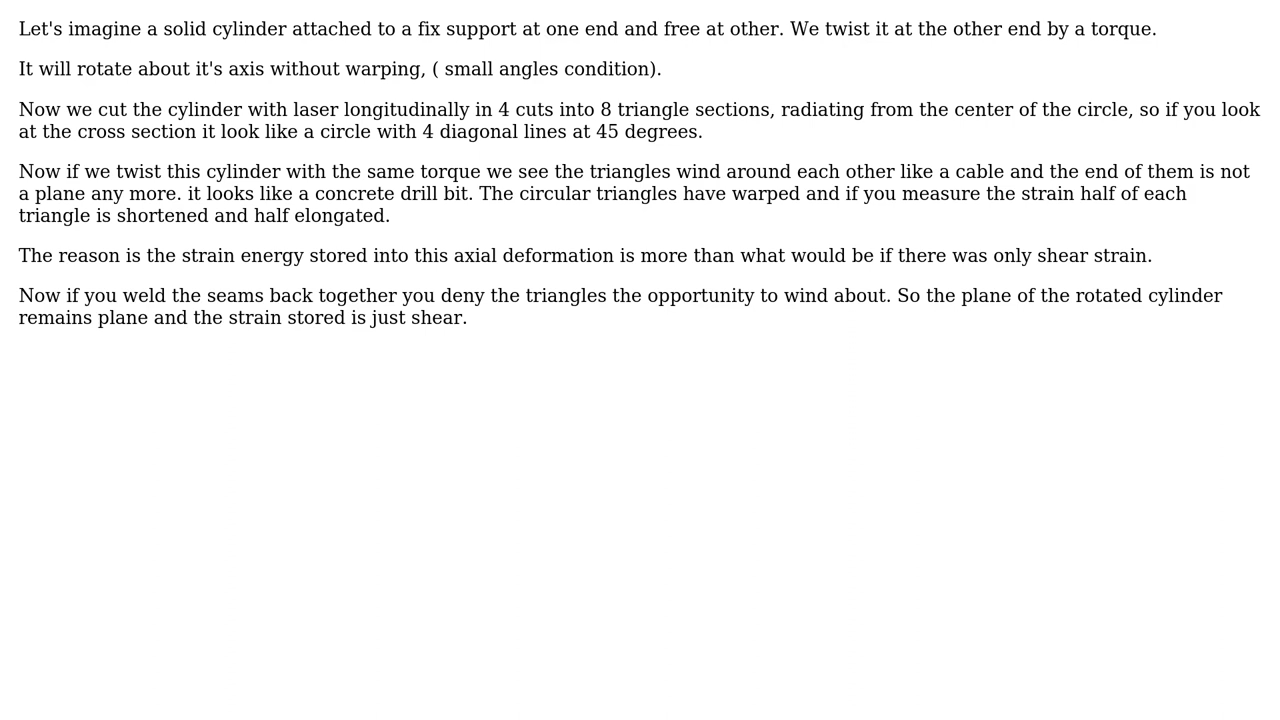 Let's imagine a solid cylinder attached to a fix support at one end and free at other. We twist it at the other end by a torque.
It will rotate about it's axis without warping, ( small angles condition).
Now we cut the cylinder with laser longitudinally in 4 cuts into 8 triangle sections, radiating from the center of the circle, so if you look
at the cross section it look like a circle with 4 diagonal lines at 45 degrees.
Now if we twist this cylinder with the same torque we see the triangles wind around each other like a cable and the end of them is not
a plane any more. it looks like a concrete drill bit. The circular triangles have warped and if you measure the strain half of each
triangle is shortened and half elongated.
The reason is the strain energy stored into this axial deformation is more than what would be if there was only shear strain.
Now if you weld the seams back together you deny the triangles the opportunity to wind about. So the plane of the rotated cylinder
remains plane and the strain stored is just shear.